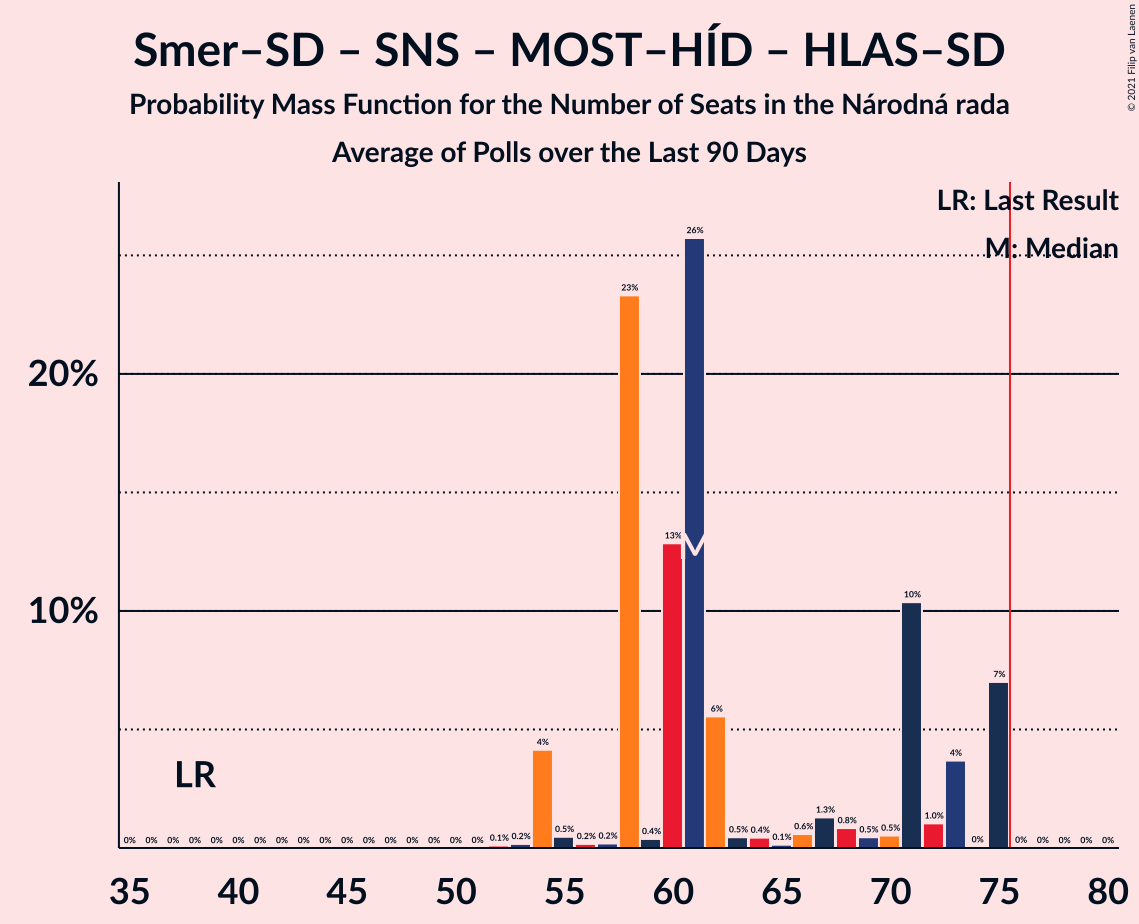 Smer–SD – SNS – MOST–HÍD – HLAS–SD
Probability Mass Function for the Number of Seats in the Národná rada
Average of Polls over the Last 90 Days
© 2021 Filip van Laenen
LR: Last Result
M: Median
26%
23%
20%
13%
10%
10%
7%
6%
4%
4%
LR
0% 0% 0% 0% 0% 0% 0% 0% 0% 0% 0% 0% 0% 0% 0% 0% 0% 0.1% 0.2% 0.5% 0.2% 0.2% 0.4% 0.5% 0.4% 0.1% 0.6% 1.3% 0.8% 0.5% 0.5% 1.0% 0% 0% 0% 0% 0% 0%
35 40 45 50 55 60 65 70 75 80